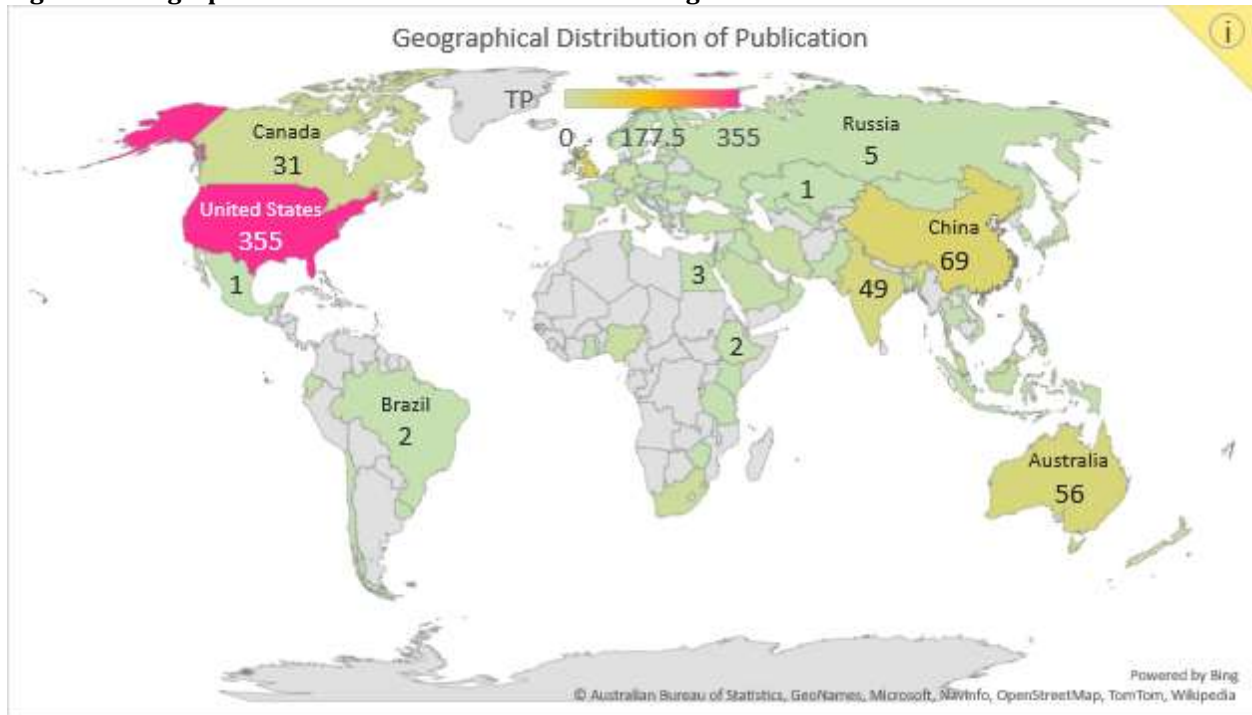 Geographical Distribution of Publication
i
TP
0 177.5 355
Canada
31
Russia
5
1
United States
355
China
69
1
3
49
2
Brazil
2
Australia
56
Powered by Bing
© Australian Bureau of Statistics, GeoNames, Microsoft, Navinfo, OpenStreetMap, TomTom, Wikipedia